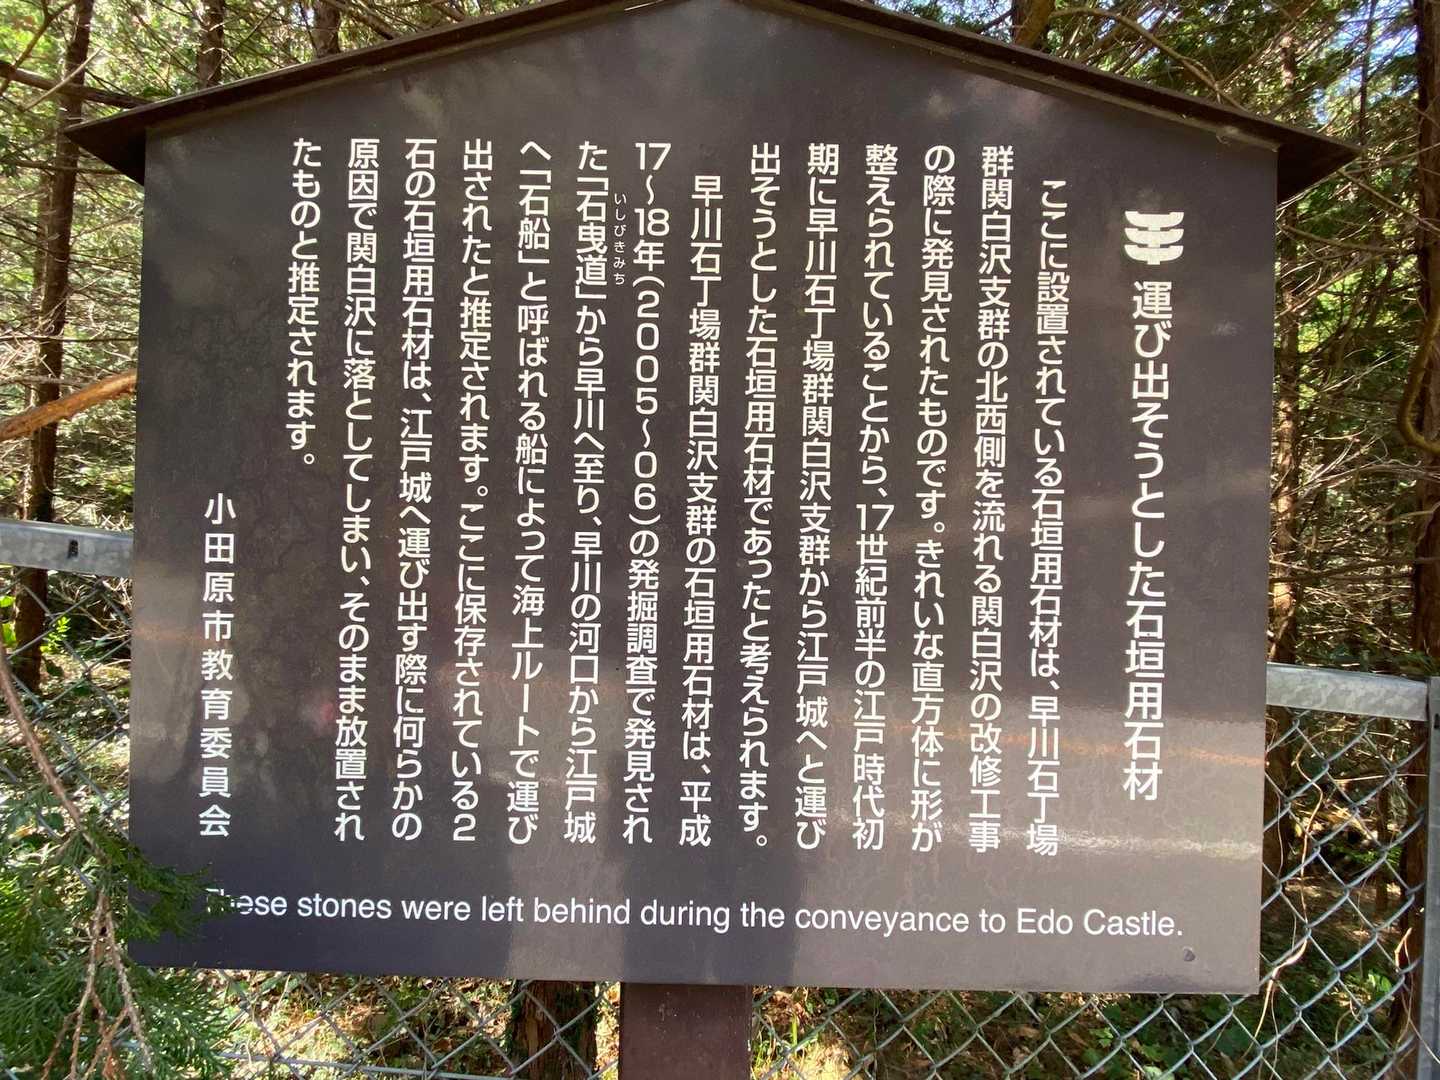 運び出そうとした石垣用石材
ここに設置されている石垣用石材は、早川石丁場
群関白沢支群の北西側を流れる関白沢の改修工事
の際に発見されたものです。きれいな直方体に形が
整えられていることから、17世紀前半の江戸時代初
期に早川石丁場群関白沢支群から江戸城へと運び
出そうとした石垣用石材であったと考えられます。
早川石丁場群関白沢支群の石垣用石材は、平成
17～18年(2005～06)の発掘調査で発見され
いしびきみち
た「石曳道」から早川へ至り、早川の河口から江戸城
へ「石船」と呼ばれる船によって海上ルートで運び
出されたと推定されます。ここに保存されている2
石の石垣用石材は、江戸城へ運び出す際に何らかの
原因で関白沢に落としてしまい、そのまま放置され
たものと推定されます。
小田原市教育委員会
These stones were left behind during the conveyance to Edo Castle.